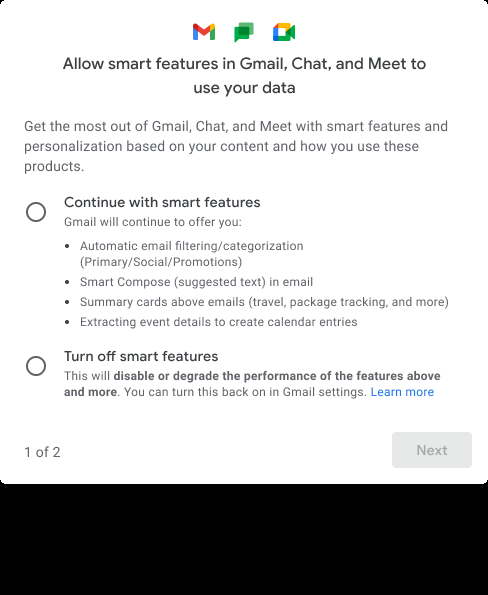 Allow smart features in Gmail, Chat, and Meet to
use your data
Get the most out of Gmail, Chat, and Meet with smart features and
personalization based on your content and how you use these
products.
Continue with smart features
Gmail will continue to offer you:
• Automatic email filtering/categorization
(Primary/Social/Promotions)
• Smart Compose (suggested text) in email
• Summary cards above emails (travel, package tracking, and more)
• Extracting event details to create calendar entries
Turn off smart features
This will disable or degrade the performance of the features above
and more. You can turn this back on in Gmail settings. Learn more
1 of 2
Next